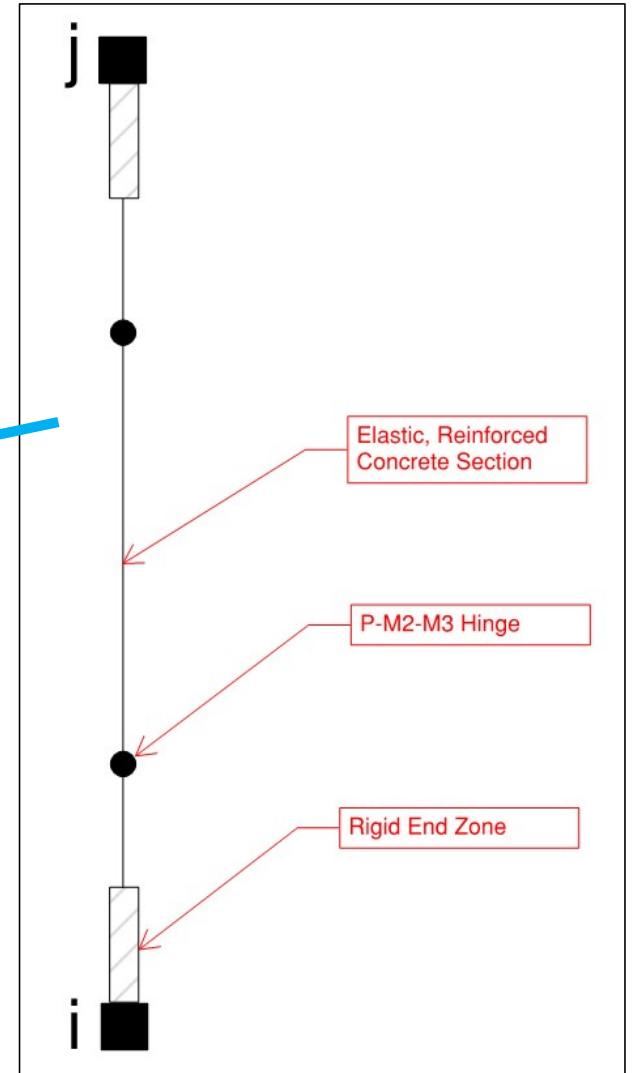 j
Elastic, Reinforced
Concrete Section
P-M2-M3 Hinge
Rigid End Zone
i